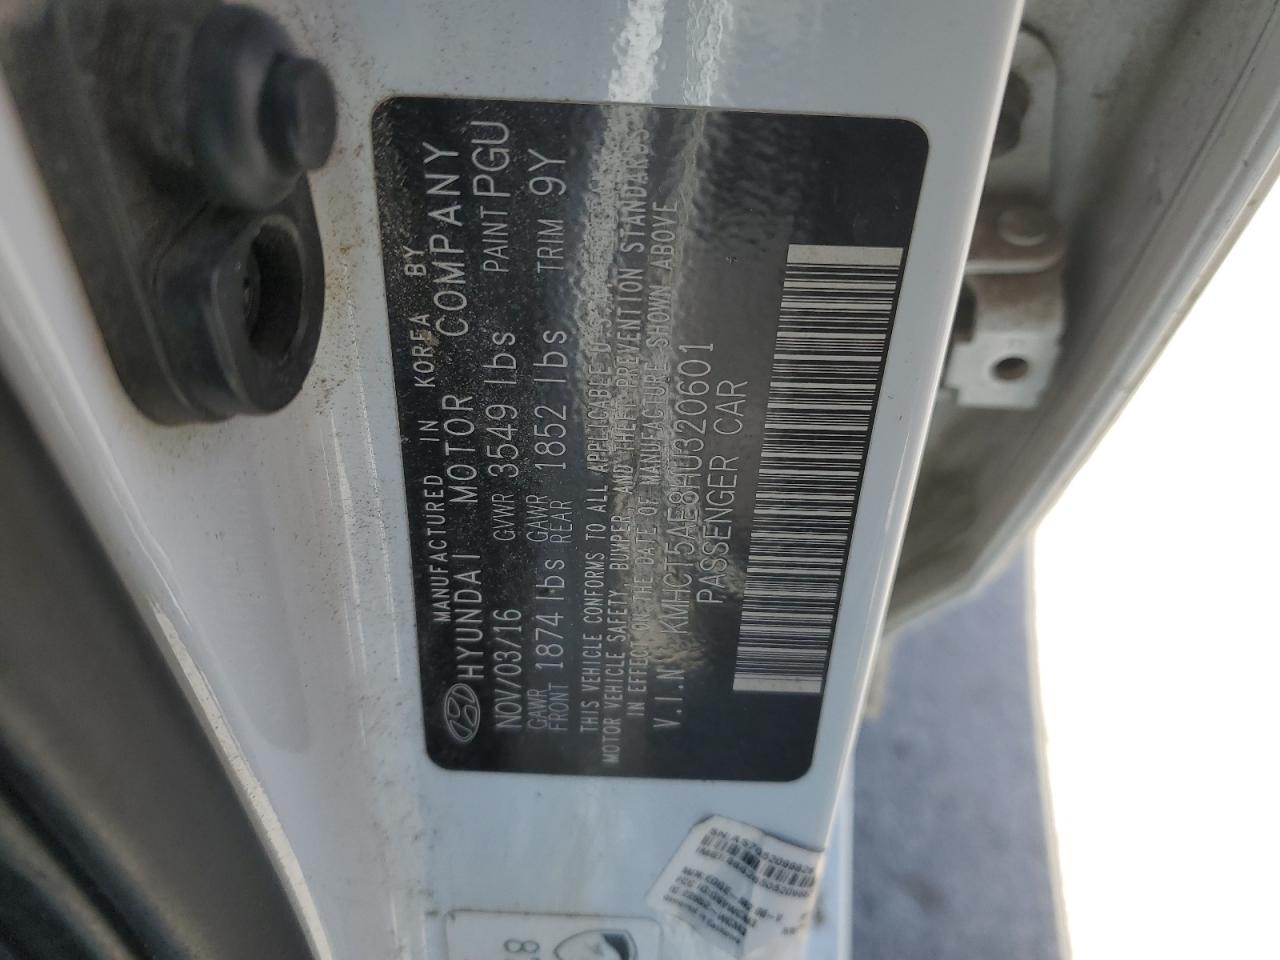 MANUFACTURED IN KOREA BY
HYUNDAI MOTOR COMPANY
NOV/03/16 GVWR 3549 lbs PAINT PGU
GAWR FRONT 1874 lbs GAWR REAR 1852 lbs TRIM 9Y
THIS VEHICLE CONFORMS TO ALL APPLICABLE U.S.
MOTOR VEHICLE SAFETY, BUMPER, AND THEFT PREVENTION STANDARDS
IN EFFECT ON THE DATE OF MANUFACTURE SHOWN ABOVE
V.I.N KMHCT5AE8HU320601
PASSENGER CAR